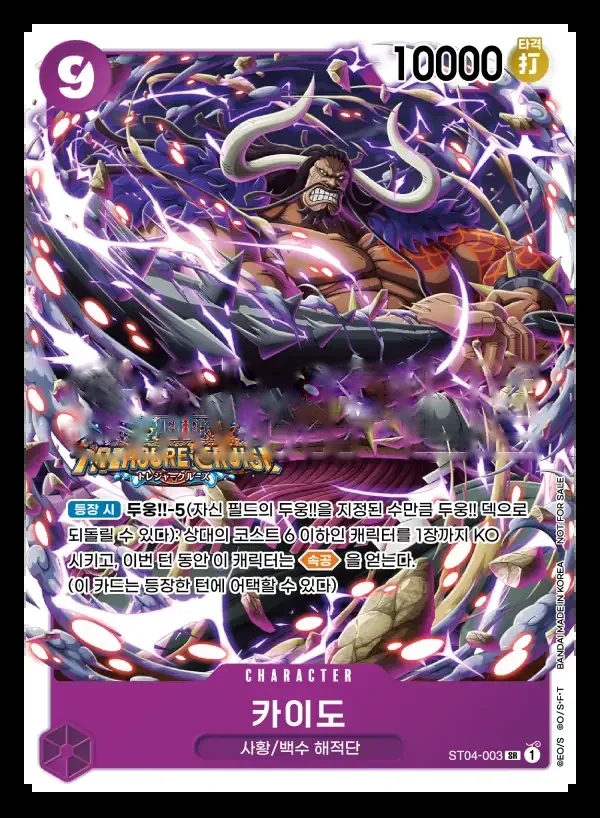 9
10000
타격
打
TREASURE CRUISE
トレジャークルーズ
등장 시 두웅!!-5(자신 필드의 두웅!!을 지정된 수만큼 두웅!! 덱으로
되돌릴 수 있다): 상대의 코스트 6 이하인 캐릭터를 1장까지 KO
시키고, 이번 턴 동안 이 캐릭터는 속공 을 얻는다.
(이 카드는 등장한 턴에 어택할 수 있다)
CHARACTER
카이도
사황/백수 해적단
ST04-003 SR 1
©EO/S ©O/S·F·T BANDAI MADE IN KOREA NOT FOR SALE